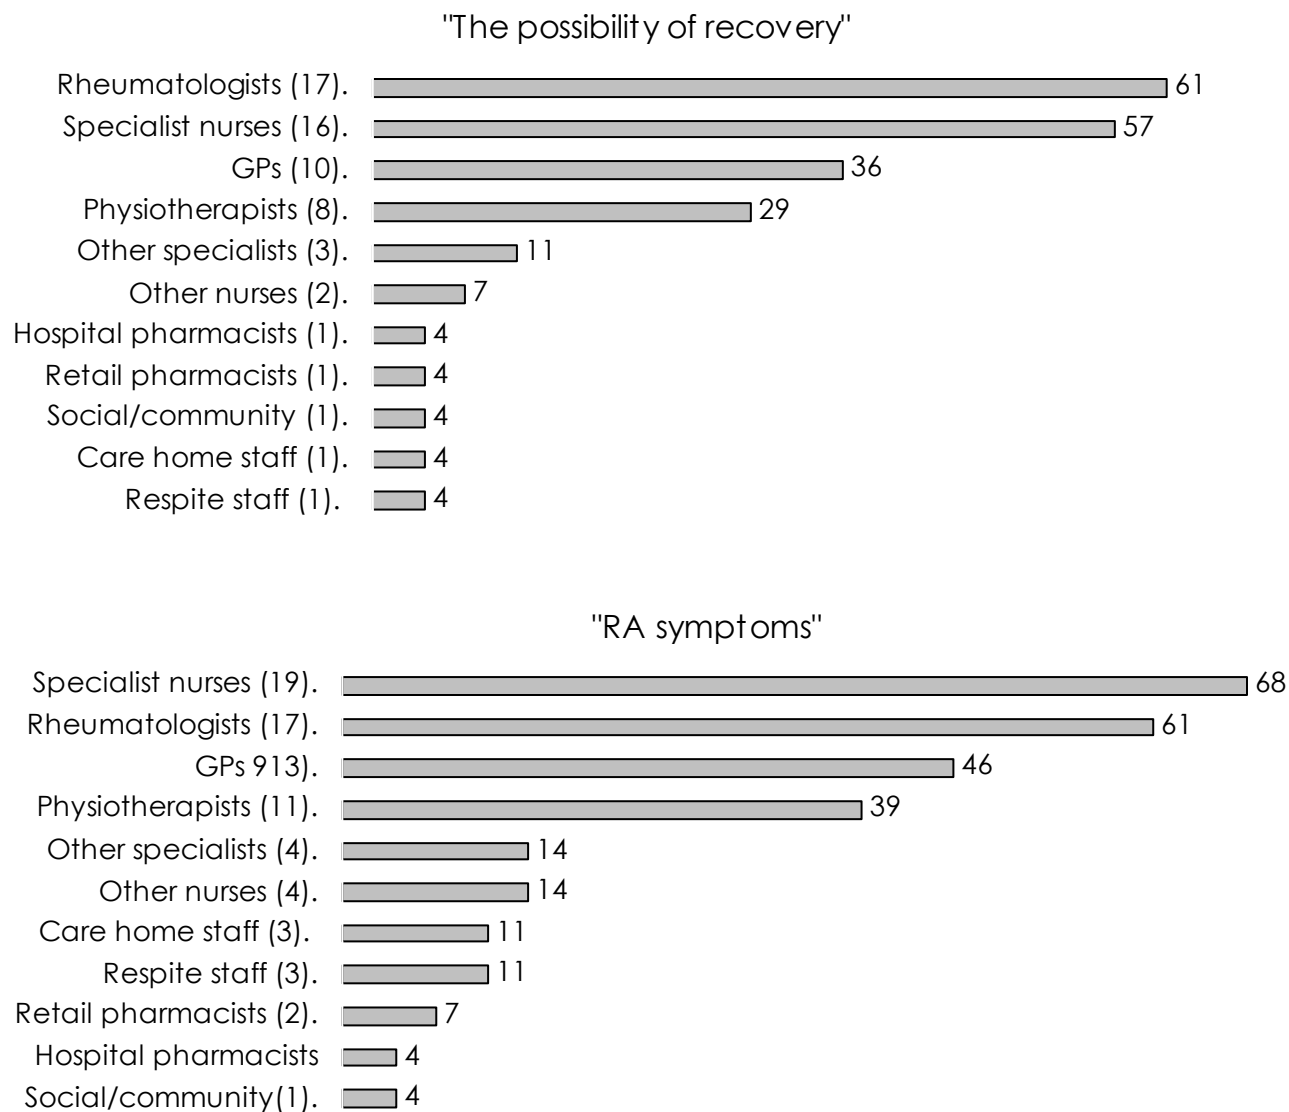 "The possibility of recovery"
Rheumatologists (17). 61
Specialist nurses (16). 57
GPs (10). 36
Physiotherapists (8). 29
Other specialists (3). 11
Other nurses (2). 7
Hospital pharmacists (1). 4
Retail pharmacists (1). 4
Social/community (1). 4
Care home staff (1). 4
Respite staff (1). 4
"RA symptoms"
Specialist nurses (19). 68
Rheumatologists (17). 61
GPs 913). 46
Physiotherapists (11). 39
Other specialists (4). 14
Other nurses (4). 14
Care home staff (3). 11
Respite staff (3). 11
Retail pharmacists (2). 7
Hospital pharmacists 4
Social/community(1). 4